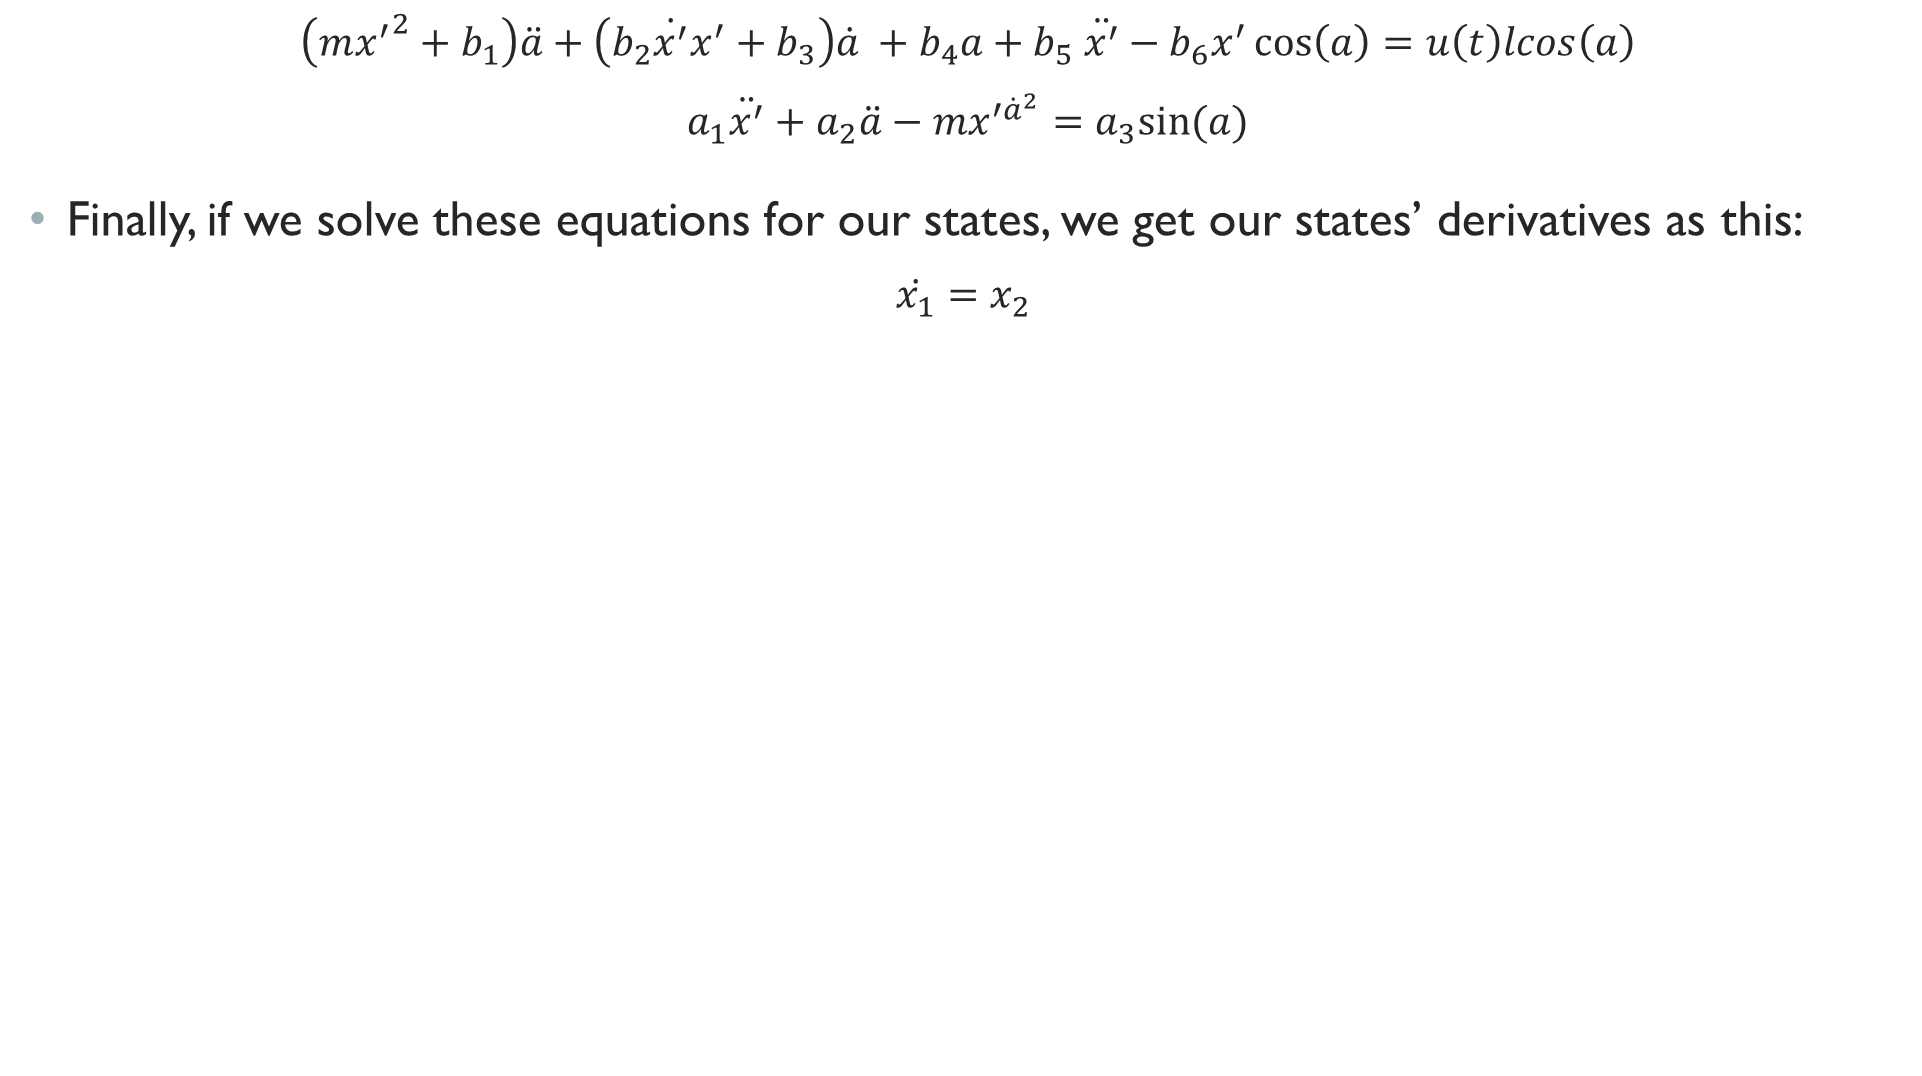 (mx′² + b₁)ä + (b₂ẋ′x′ + b₃)ȧ + b₄a + b₅ ẍ′ − b₆x′ cos(a) = u(t)lcos(a)
a₁ẍ′ + a₂ä − mx′^ȧ² = a₃sin(a)
• Finally, if we solve these equations for our states, we get our states’ derivatives as this:
ẋ₁ = x₂